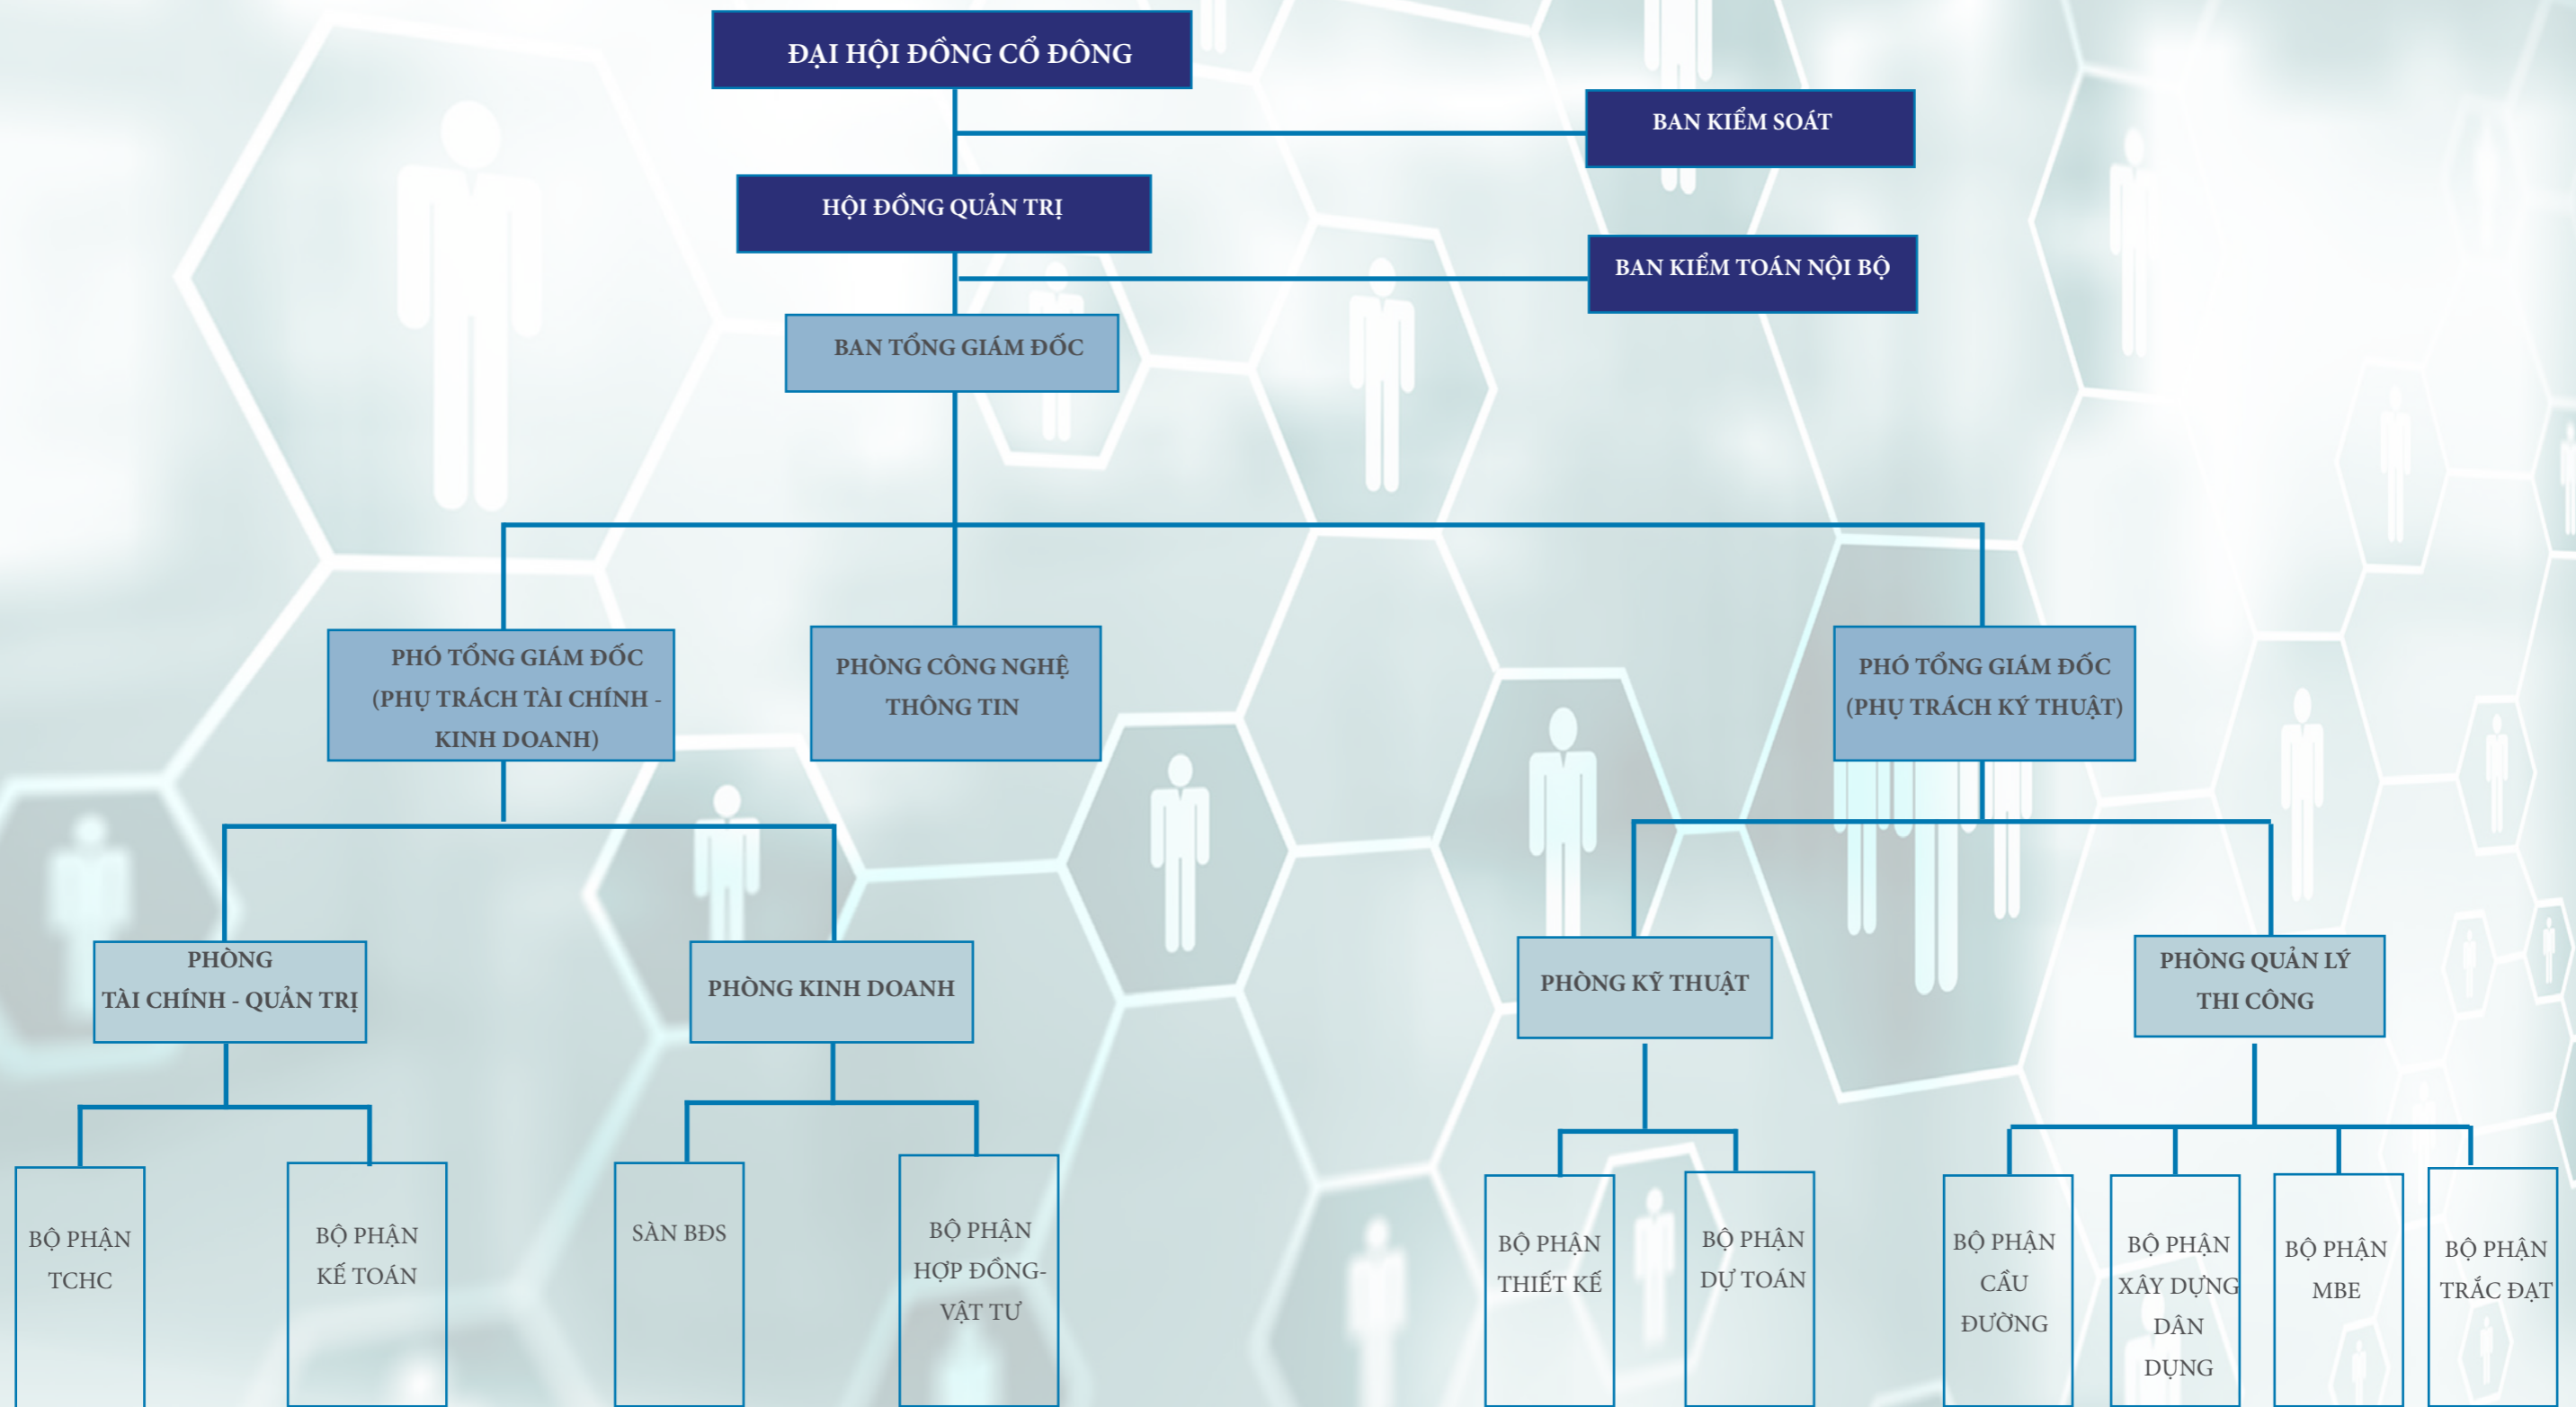 ĐẠI HỘI ĐỒNG CỔ ĐÔNG
BAN KIỂM SOÁT
HỘI ĐỒNG QUẢN TRỊ
BAN KIỂM TOÁN NỘI BỘ
BAN TỔNG GIÁM ĐỐC
PHÓ TỔNG GIÁM ĐỐC
(PHỤ TRÁCH TÀI CHÍNH -
KINH DOANH)
PHÒNG CÔNG NGHỆ
THÔNG TIN
PHÓ TỔNG GIÁM ĐỐC
(PHỤ TRÁCH KÝ THUẬT)
PHÒNG
TÀI CHÍNH - QUẢN TRỊ
PHÒNG KINH DOANH
PHÒNG KỸ THUẬT
PHÒNG QUẢN LÝ
THI CÔNG
BỘ PHẬN
TCHC
BỘ PHẬN
KẾ TOÁN
SÀN BĐS
BỘ PHẬN
HỢP ĐỒNG-
VẬT TƯ
BỘ PHẬN
THIẾT KẾ
BỘ PHẬN
DỰ TOÁN
BỘ PHẬN
CẦU
ĐƯỜNG
BỘ PHẬN
XÂY DỰNG
DÂN
DỤNG
BỘ PHẬN
MBE
BỘ PHẬN
TRẮC ĐẠT